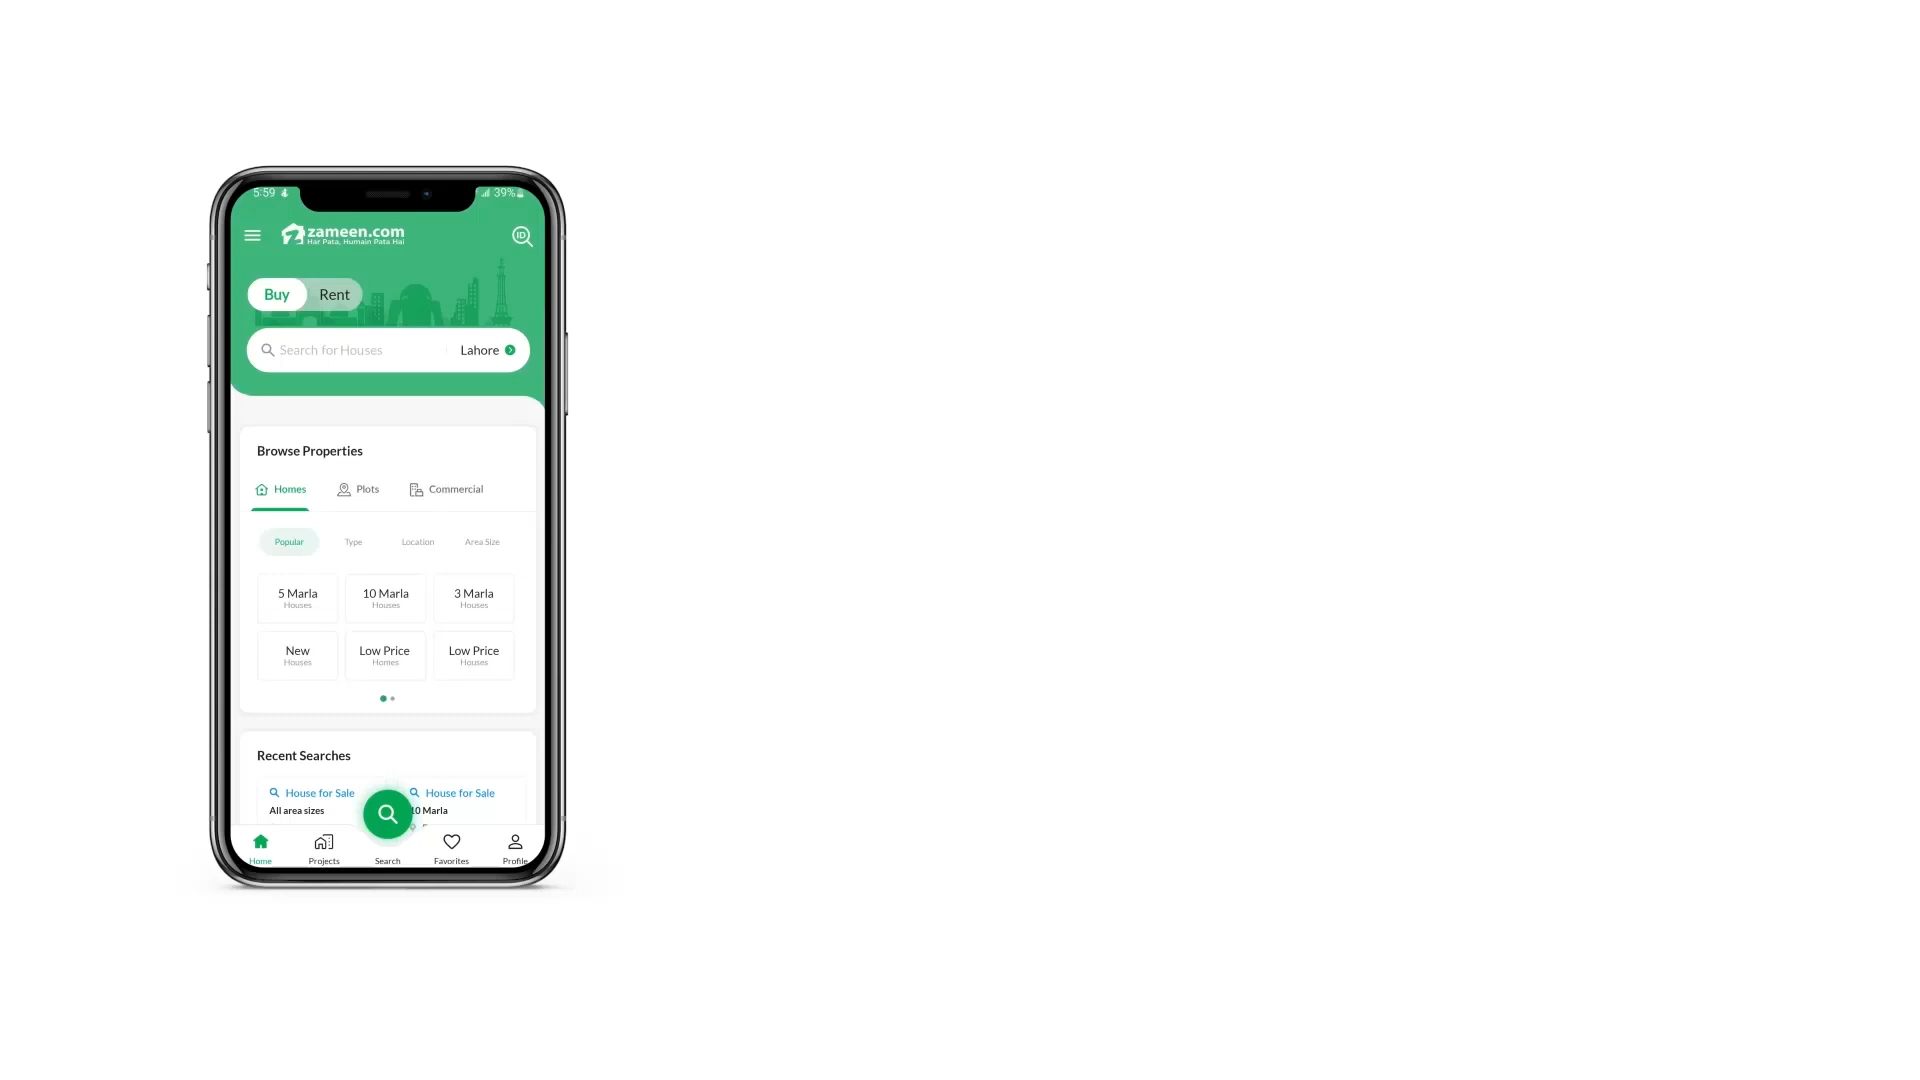 5:59
39%
zameen.com
Har Pata, Humain Pata Hai
ID
Buy Rent
Search for Houses Lahore
Browse Properties
Homes Plots Commercial
Popular Type Location Area Size
5 Marla 10 Marla 3 Marla
Houses Houses Houses
New Low Price Low Price
Houses Homes Houses
Recent Searches
House for Sale House for Sale
All area sizes 10 Marla
Home Projects Search Favorites Profile